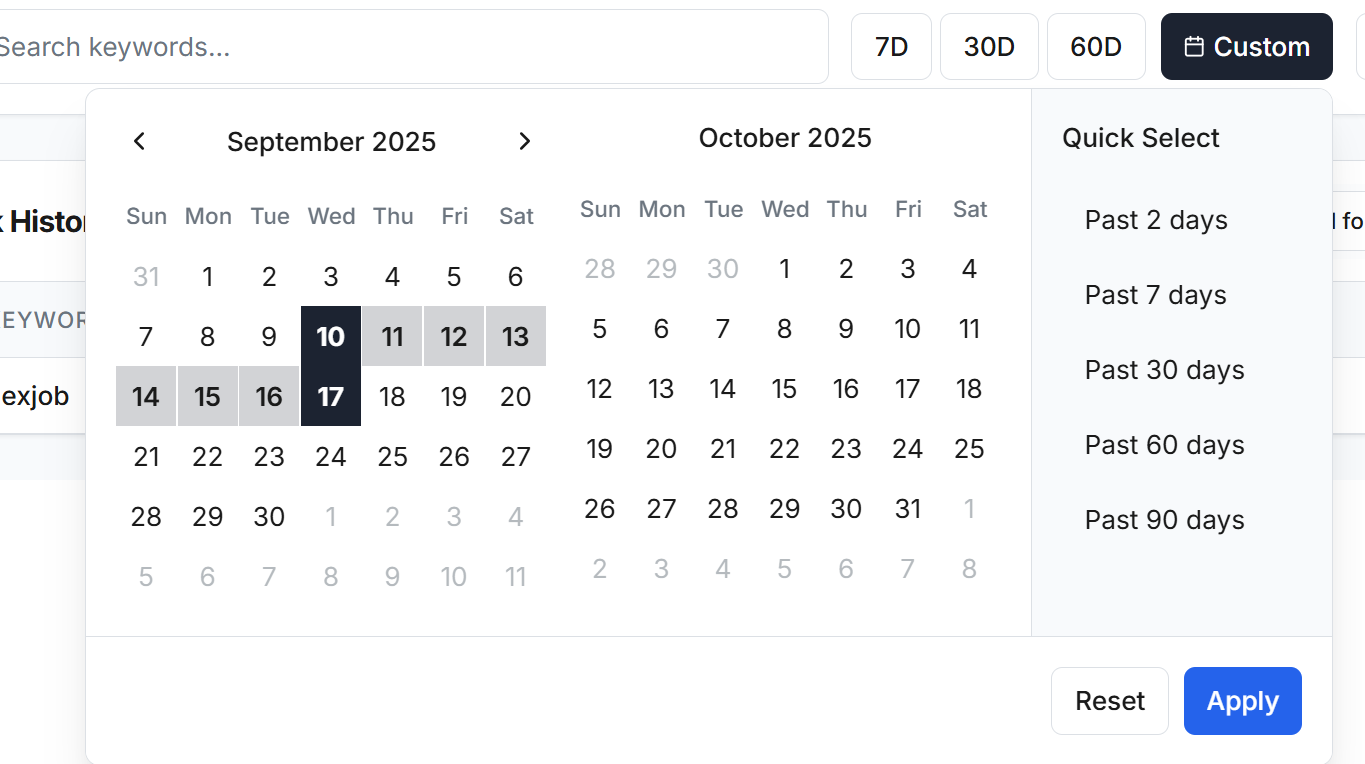 Search keywords...
7D 30D 60D Custom
September 2025
Sun Mon Tue Wed Thu Fri Sat
31 1 2 3 4 5 6
7 8 9 10 11 12 13
14 15 16 17 18 19 20
21 22 23 24 25 26 27
28 29 30 1 2 3 4
5 6 7 8 9 10 11
October 2025
Sun Mon Tue Wed Thu Fri Sat
28 29 30 1 2 3 4
5 6 7 8 9 10 11
12 13 14 15 16 17 18
19 20 21 22 23 24 25
26 27 28 29 30 31 1
2 3 4 5 6 7 8
Quick Select
Past 2 days
Past 7 days
Past 30 days
Past 60 days
Past 90 days
Reset Apply